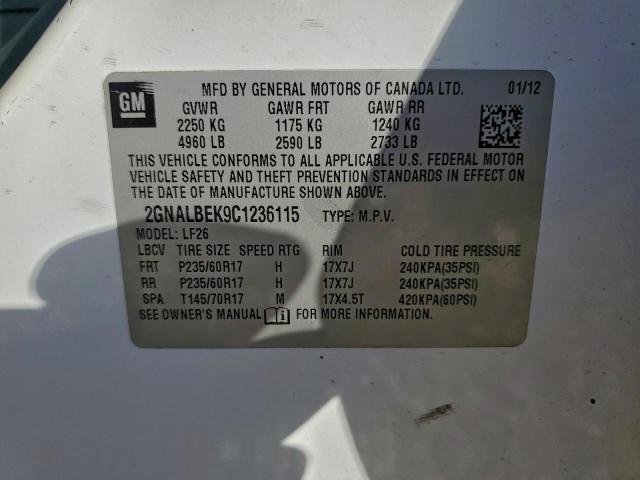 GM
MFD BY GENERAL MOTORS OF CANADA LTD. 01/12
GVWR GAWR FRT GAWR RR
2250 KG 1175 KG 1240 KG
4960 LB 2590 LB 2733 LB
THIS VEHICLE CONFORMS TO ALL APPLICABLE U.S. FEDERAL MOTOR
VEHICLE SAFETY AND THEFT PREVENTION STANDARDS IN EFFECT ON
THE DATE OF MANUFACTURE SHOWN ABOVE.
2GNALBEK9C1236115 TYPE: M.P.V.
MODEL: LF26
LBCV TIRE SIZE SPEED RTG RIM COLD TIRE PRESSURE
FRT P235/60R17 H 17X7J 240KPA(35PSI)
RR P235/60R17 H 17X7J 240KPA(35PSI)
SPA T145/70R17 M 17X4.5T 420KPA(60PSI)
SEE OWNER'S MANUAL i FOR MORE INFORMATION.